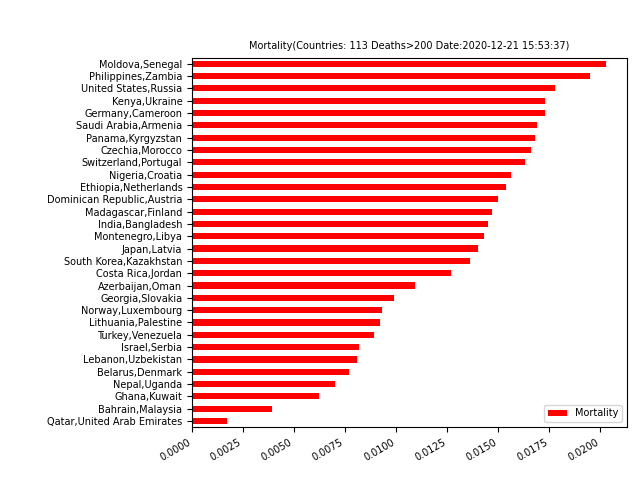 Mortality(Countries: 113 Deaths>200 Date:2020-12-21 15:53:37)
Moldova,Senegal
Philippines,Zambia
United States,Russia
Kenya,Ukraine
Germany,Cameroon
Saudi Arabia,Armenia
Panama,Kyrgyzstan
Czechia,Morocco
Switzerland,Portugal
Nigeria,Croatia
Ethiopia,Netherlands
Dominican Republic,Austria
Madagascar,Finland
India,Bangladesh
Montenegro,Libya
Japan,Latvia
South Korea,Kazakhstan
Costa Rica,Jordan
Azerbaijan,Oman
Georgia,Slovakia
Norway,Luxembourg
Lithuania,Palestine
Turkey,Venezuela
Israel,Serbia
Lebanon,Uzbekistan
Belarus,Denmark
Nepal,Uganda
Ghana,Kuwait
Bahrain,Malaysia
Qatar,United Arab Emirates
Mortality
0.0000 0.0025 0.0050 0.0075 0.0100 0.0125 0.0150 0.0175 0.0200